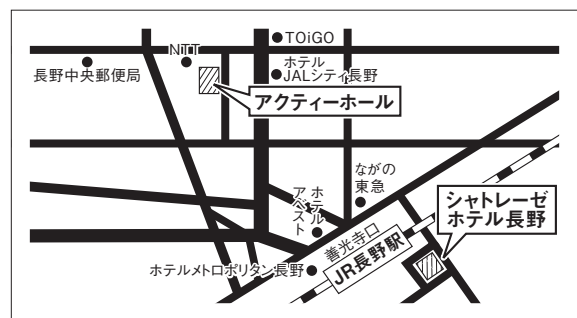 TOiGO
NTT
長野中央郵便局
ホテル
JALシティ長野
アクティーホール
ながの
東急
ホテル
アベスト
シャトレーゼ
ホテル長野
善光寺口
JR長野駅
ホテルメトロポリタン長野